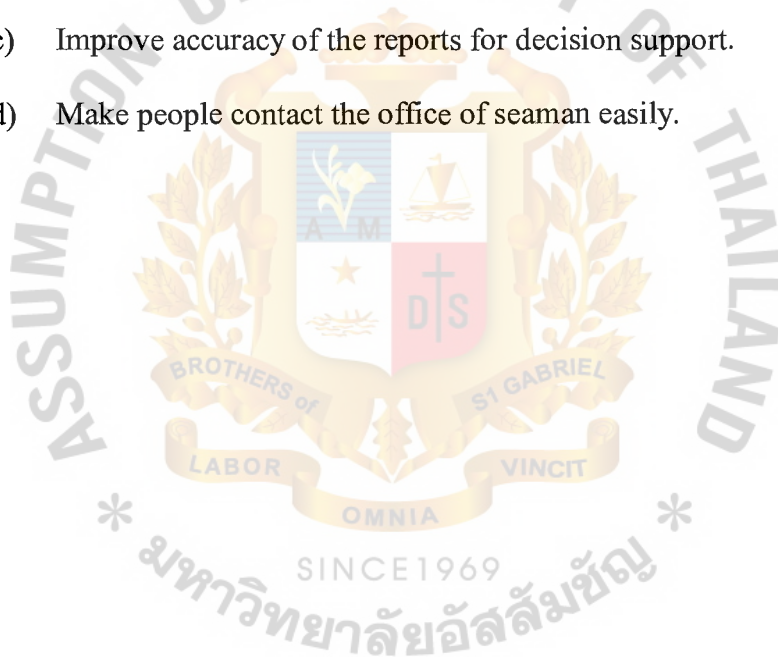 c) Improve accuracy of the reports for decision support.
d) Make people contact the office of seaman easily.
ASSUMPTION OF THAILAND
A M
D S
BROTHERS of St GABRIEL
LABOR VINCIT
OMNIA
* *
SINCE1969
มหาวิทยาลัยอัสสัมชัญ